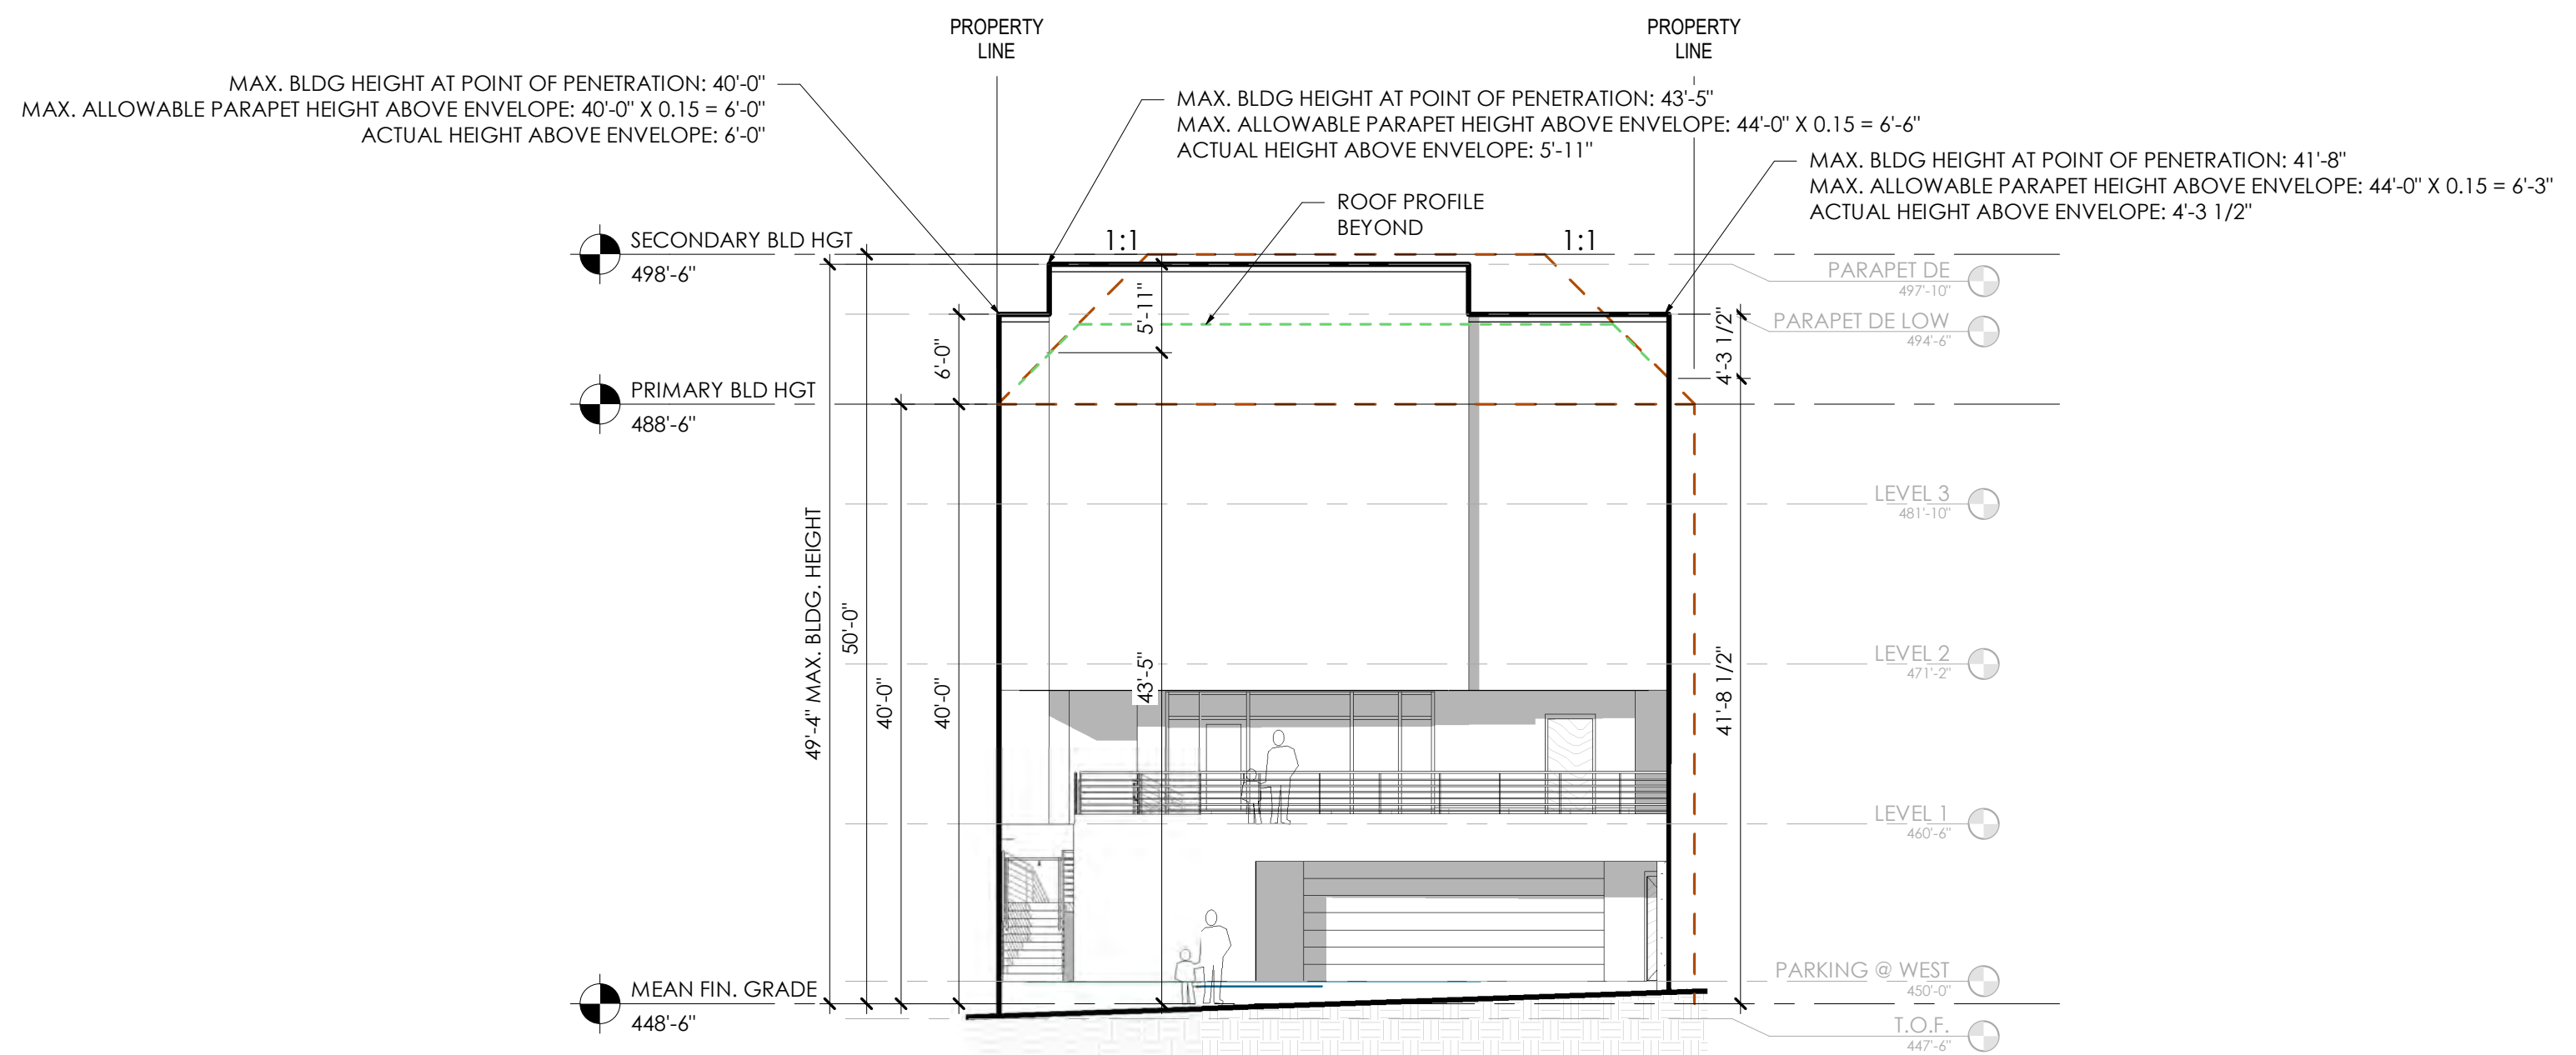 PROPERTY
LINE
PROPERTY
LINE
MAX. BLDG HEIGHT AT POINT OF PENETRATION: 40'-0"
MAX. ALLOWABLE PARAPET HEIGHT ABOVE ENVELOPE: 40'-0" X 0.15 = 6'-0"
ACTUAL HEIGHT ABOVE ENVELOPE: 6'-0"
MAX. BLDG HEIGHT AT POINT OF PENETRATION: 43'-5"
MAX. ALLOWABLE PARAPET HEIGHT ABOVE ENVELOPE: 44'-0" X 0.15 = 6'-6"
ACTUAL HEIGHT ABOVE ENVELOPE: 5'-11"
MAX. BLDG HEIGHT AT POINT OF PENETRATION: 41'-8"
MAX. ALLOWABLE PARAPET HEIGHT ABOVE ENVELOPE: 44'-0" X 0.15 = 6'-3"
ACTUAL HEIGHT ABOVE ENVELOPE: 4'-3 1/2"
ROOF PROFILE
BEYOND
1:1
1:1
SECONDARY BLD HGT
498'-6"
PRIMARY BLD HGT
488'-6"
MEAN FIN. GRADE
448'-6"
49'-4" MAX. BLDG. HEIGHT
50'-0"
40'-0"
6'-0"
40'-0"
5'-11"
43'-5"
4'-3 1/2"
41'-8 1/2"
PARAPET DE
497'-10"
PARAPET DE LOW
494'-6"
LEVEL 3
481'-10"
LEVEL 2
471'-2"
LEVEL 1
460'-6"
PARKING @ WEST
450'-0"
T.O.F.
447'-6"